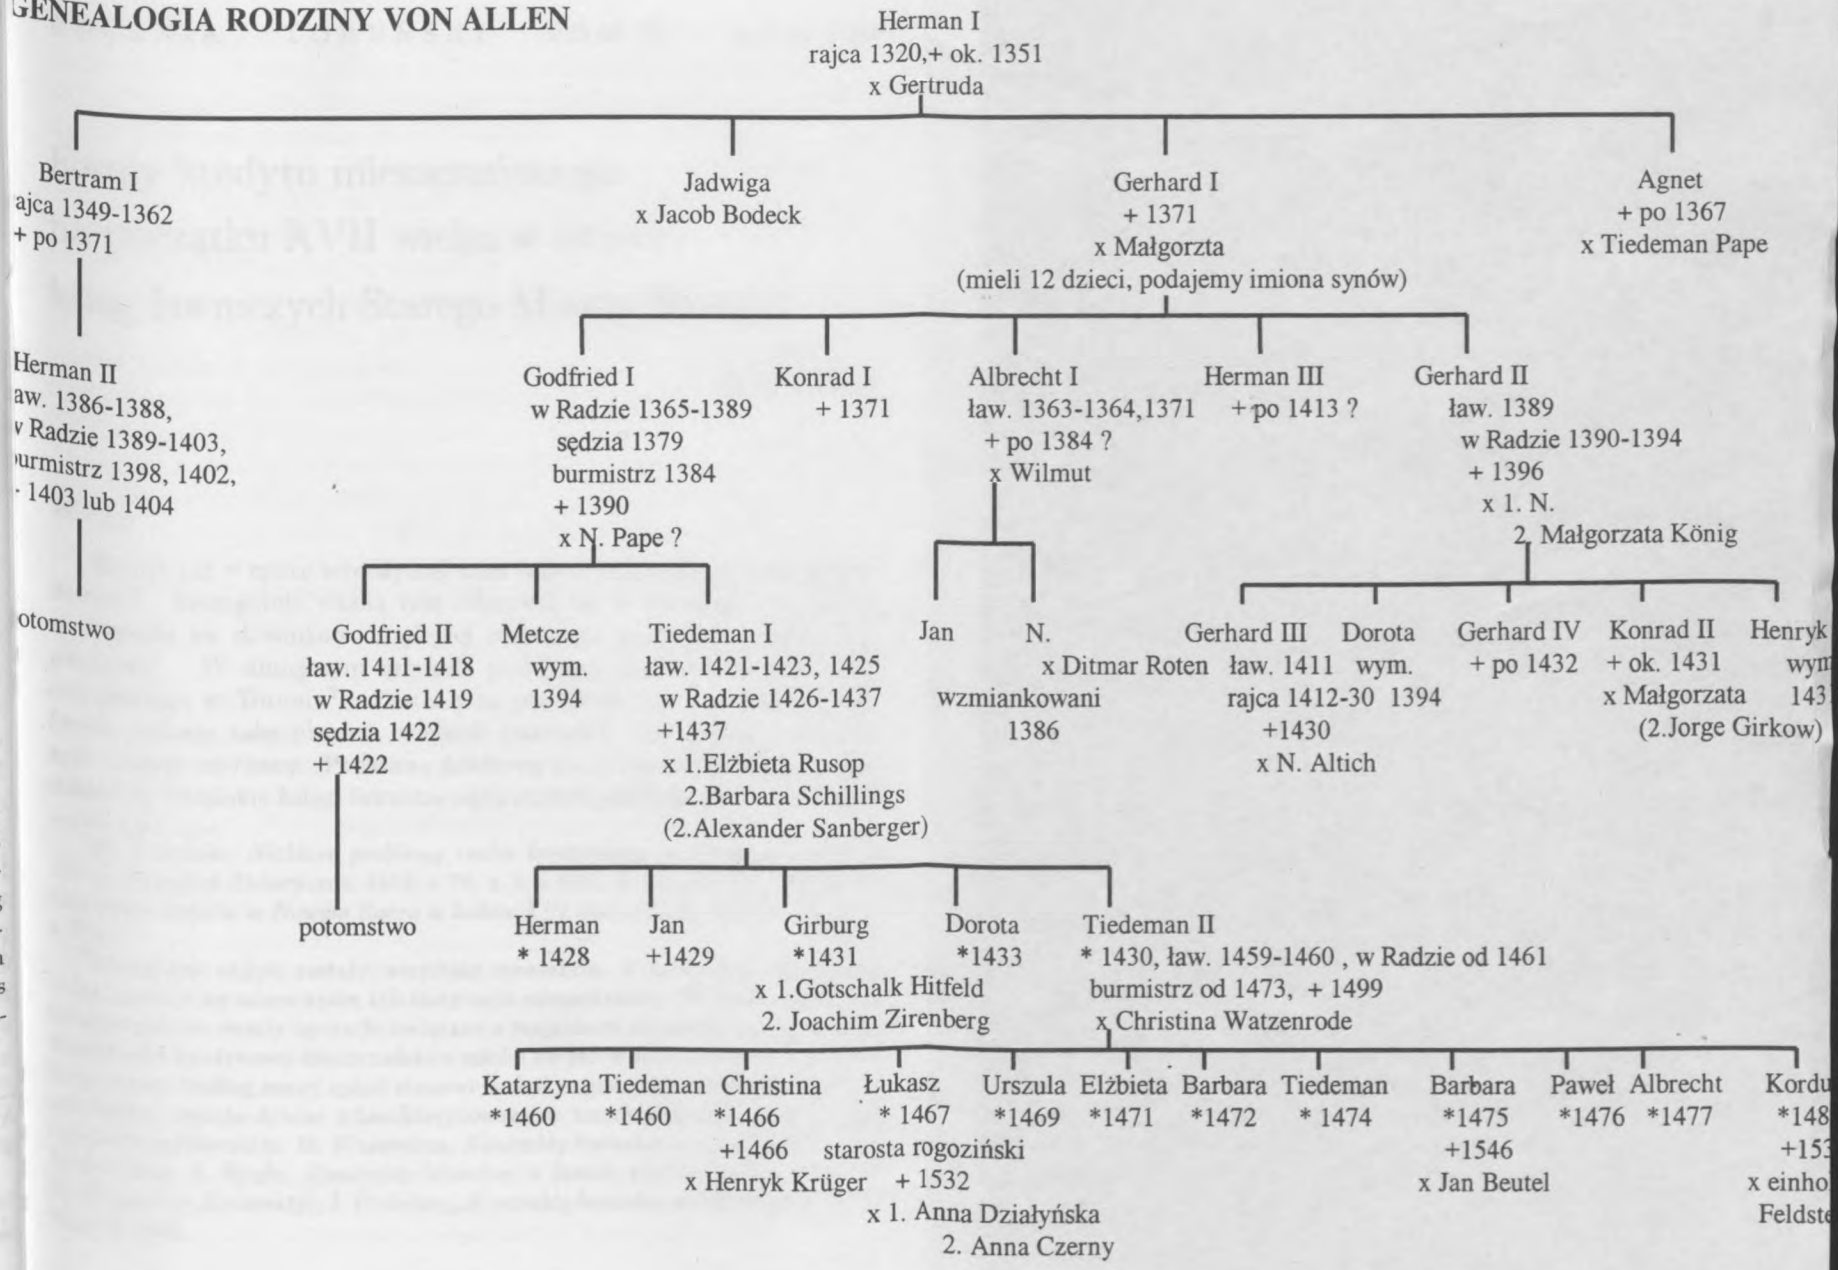 GENEALOGIA RODZINY VON ALLEN
Herman I
rajca 1320,+ ok. 1351
x Gertruda
Bertram I
ajca 1349-1362
+ po 1371
Jadwiga
x Jacob Bodeck
Gerhard I
+ 1371
x Małgorzta
(mieli 12 dzieci, podajemy imiona synów)
Agnet
+ po 1367
x Tiedeman Pape
Herman II
aw. 1386-1388,
w Radzie 1389-1403,
burmistrz 1398, 1402,
1403 lub 1404
Godfried I
w Radzie 1365-1389
sędzia 1379
burmistrz 1384
+ 1390
x N. Pape ?
Konrad I
+ 1371
Albrecht I
ław. 1363-1364,1371
+ po 1384 ?
x Wilmut
Herman III
+ po 1413 ?
Gerhard II
ław. 1389
w Radzie 1390-1394
+ 1396
x 1. N.
2. Małgorzata König
otomstwo
Godfried II
ław. 1411-1418
w Radzie 1419
sędzia 1422
+ 1422
Metcze
wym.
1394
Tiedeman I
ław. 1421-1423, 1425
w Radzie 1426-1437
+1437
x 1.Elżbieta Rusop
2.Barbara Schillings
(2.Alexander Sanberger)
Jan
N.
x Ditmar Roten
wzmiankowani
1386
Gerhard III
ław. 1411
rajca 1412-30
+1430
x N. Altich
Dorota
wym.
1394
Gerhard IV
+ po 1432
Konrad II
+ ok. 1431
x Małgorzata
(2.Jorge Girkow)
Henryk
wym
143
potomstwo
Herman
* 1428
Jan
+1429
Girburg
*1431
x 1.Gotschalk Hitfeld
2. Joachim Zirenberg
Dorota
*1433
Tiedeman II
* 1430, ław. 1459-1460 , w Radzie od 1461
burmistrz od 1473, + 1499
x Christina Watzenrode
Katarzyna
*1460
Tiedeman
*1460
Christina
*1466
+1466
x Henryk Krüger
Łukasz
* 1467
starosta rogoziński
+ 1532
x 1. Anna Działyńska
2. Anna Czerny
Urszula
*1469
Elżbieta
*1471
Barbara
*1472
Tiedeman
* 1474
Barbara
*1475
+1546
x Jan Beutel
Paweł
*1476
Albrecht
*1477
Kordu
*148
+153
x einho
Feldste